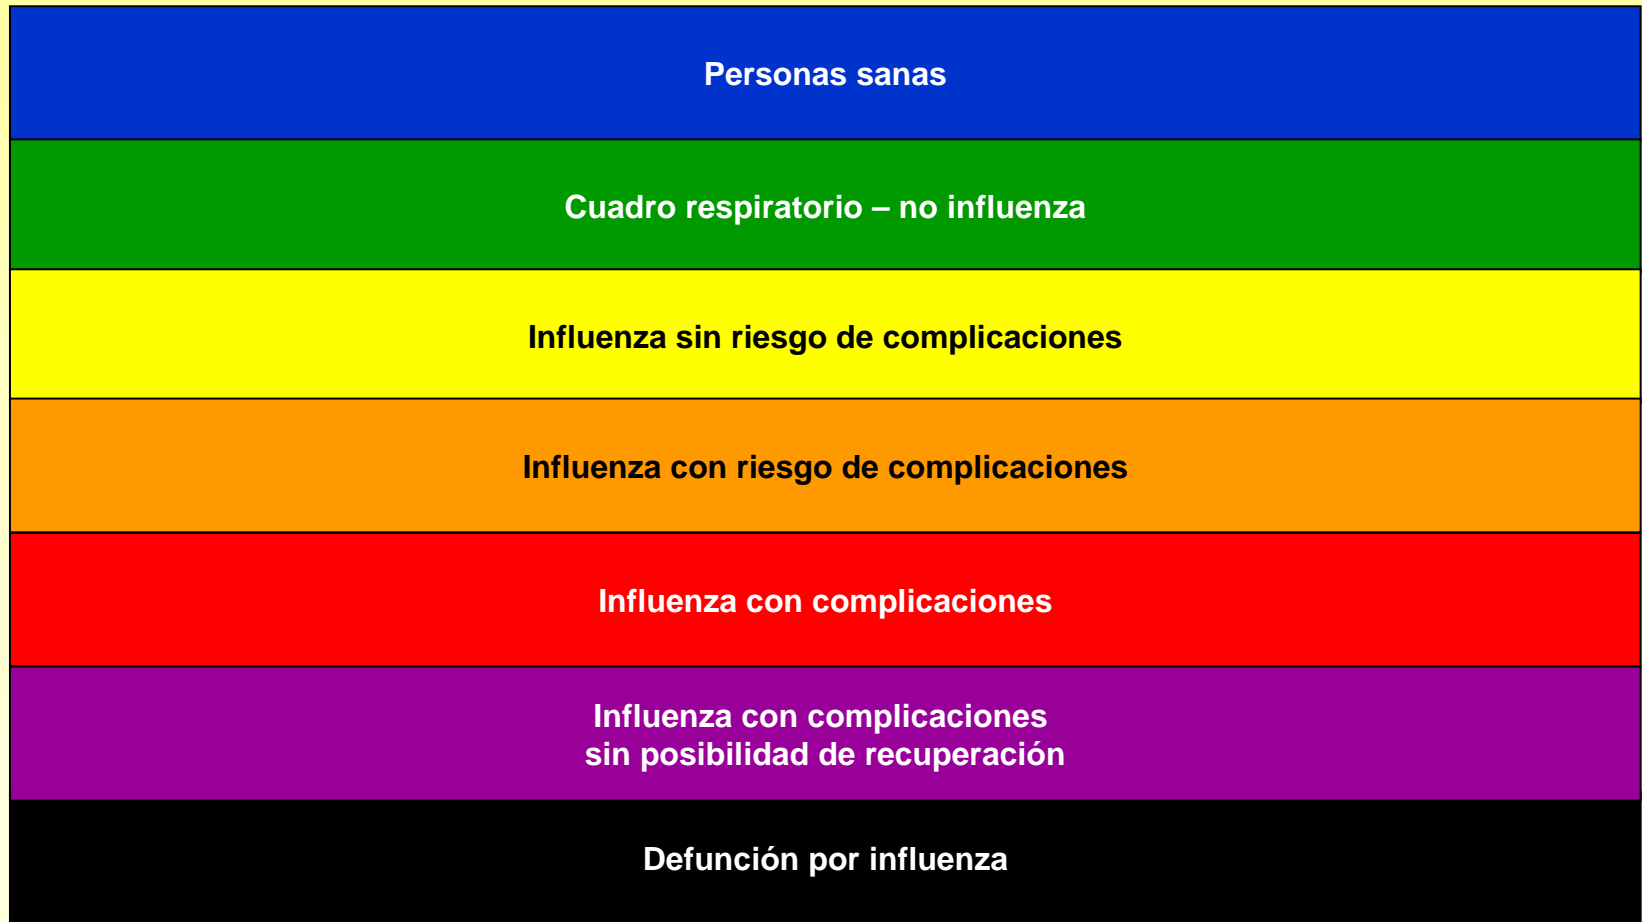 Personas sanas
Cuadro respiratorio – no influenza
Influenza sin riesgo de complicaciones
Influenza con riesgo de complicaciones
Influenza con complicaciones
Influenza con complicaciones
sin posibilidad de recuperación
Defunción por influenza